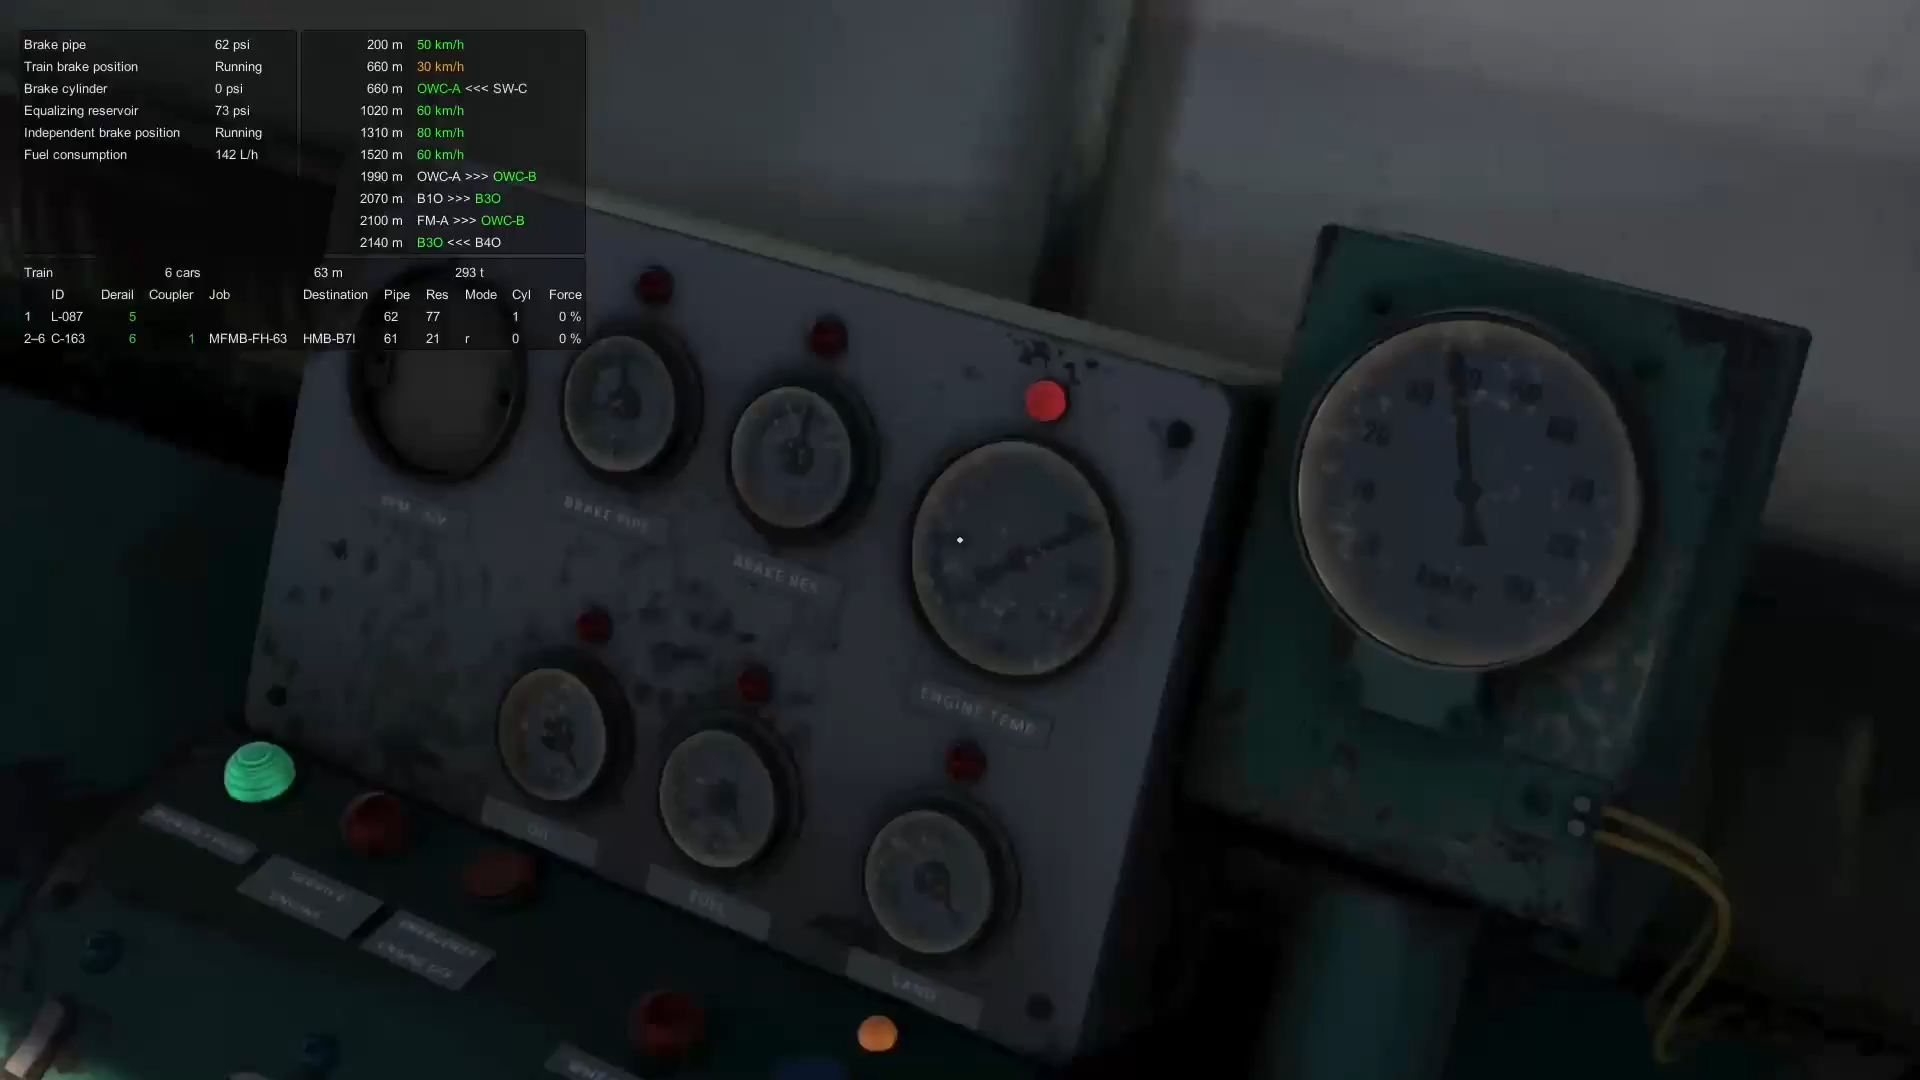 Brake pipe 62 psi
Train brake position Running
Brake cylinder 0 psi
Equalizing reservoir 73 psi
Independent brake position Running
Fuel consumption 142 L/h
200 m 50 km/h
660 m 30 km/h
660 m OWC-A <<< SW-C
1020 m 60 km/h
1310 m 80 km/h
1520 m 60 km/h
1990 m OWC-A >>> OWC-B
2070 m B1O >>> B3O
2100 m FM-A >>> OWC-B
2140 m B3O <<< B4O
Train 6 cars 63 m 293 t
ID Derail Coupler Job Destination Pipe Res Mode Cyl Force
1 L-087 5 62 77 1 0 %
2–6 C-163 6 1 MFMB-FH-63 HMB-B7I 61 21 r 0 0 %
BRAKE PIPE
BRAKE RES.
ENGINE TEMP
OIL
FUEL
SAND
km/h